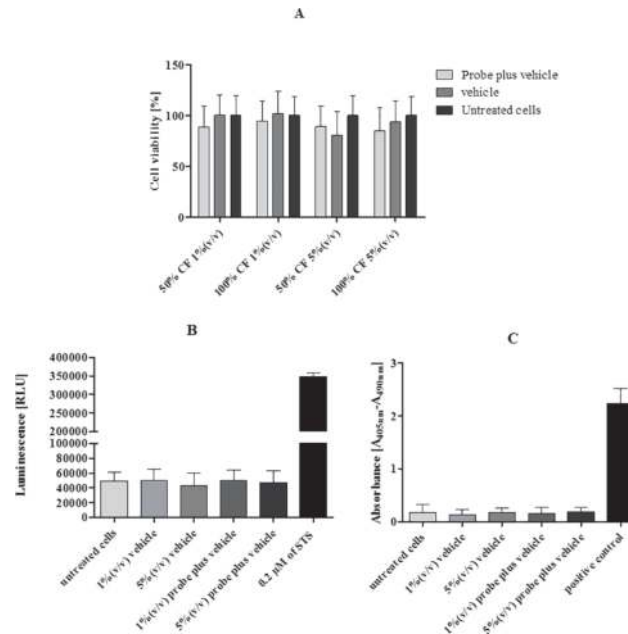 A
Cell viability [%]
150
100
50
0
Probe plus vehicle
vehicle
Untreated cells
50% CF 1%(v/v)
100% CF 1%(v/v)
50% CF 5%(v/v)
100% CF 5%(v/v)
B
Luminescence [RLU]
400000
350000
300000
100000
80000
60000
40000
20000
0
untreated cells
1%(v/v) vehicle
5%(v/v) vehicle
1%(v/v) probe plus vehicle
5%(v/v) probe plus vehicle
0.2 µM of STS
C
Absorbance [A405nm-A490nm]
3
2
1
0
untreated cells
1%(v/v) vehicle
5%(v/v) vehicle
1%(v/v) probe plus vehicle
5%(v/v) probe plus vehicle
positive control